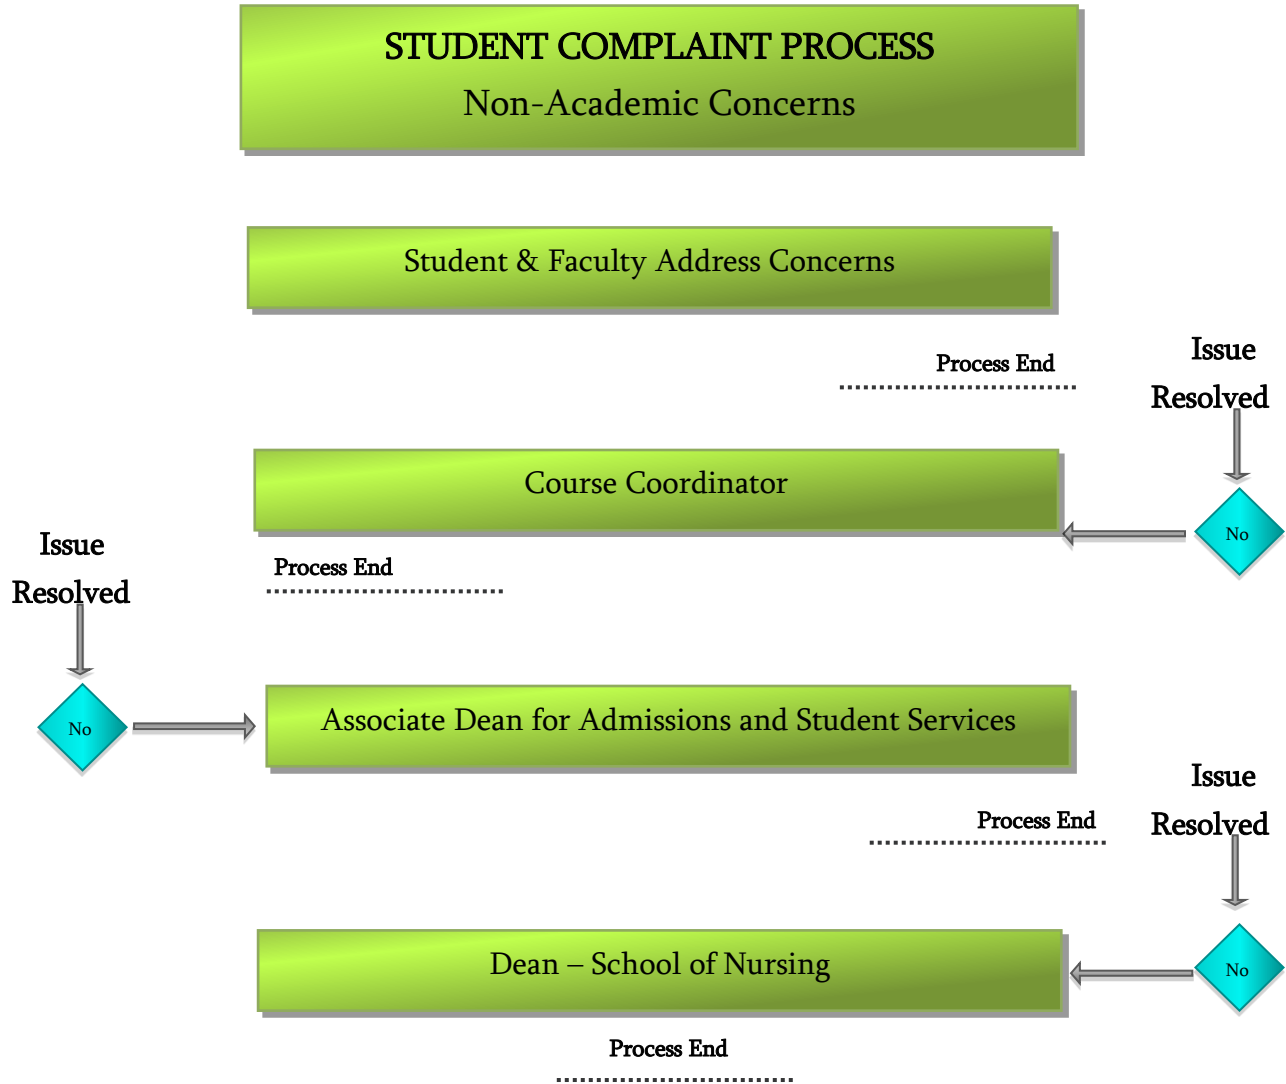 STUDENT COMPLAINT PROCESS
Non-Academic Concerns
Student & Faculty Address Concerns
Process End
Issue
Resolved
No
Course Coordinator
Process End
Issue
Resolved
No
Associate Dean for Admissions and Student Services
Process End
Issue
Resolved
No
Dean – School of Nursing
Process End